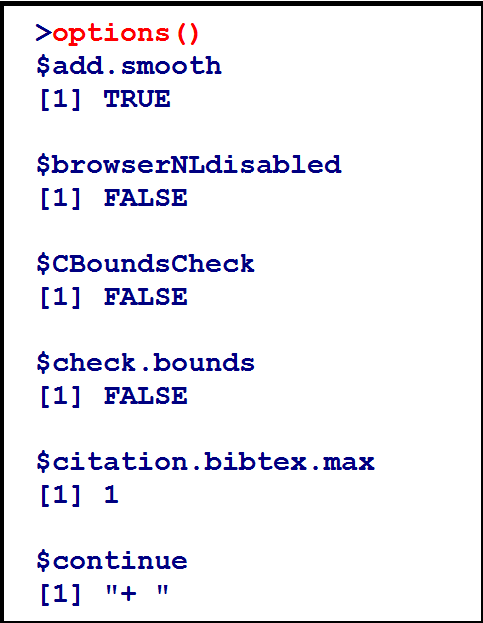 >options()
$add.smooth
[1] TRUE
$browserNLdisabled
[1] FALSE
$CBoundsCheck
[1] FALSE
$check.bounds
[1] FALSE
$citation.bibtex.max
[1] 1
$continue
[1] "+ "